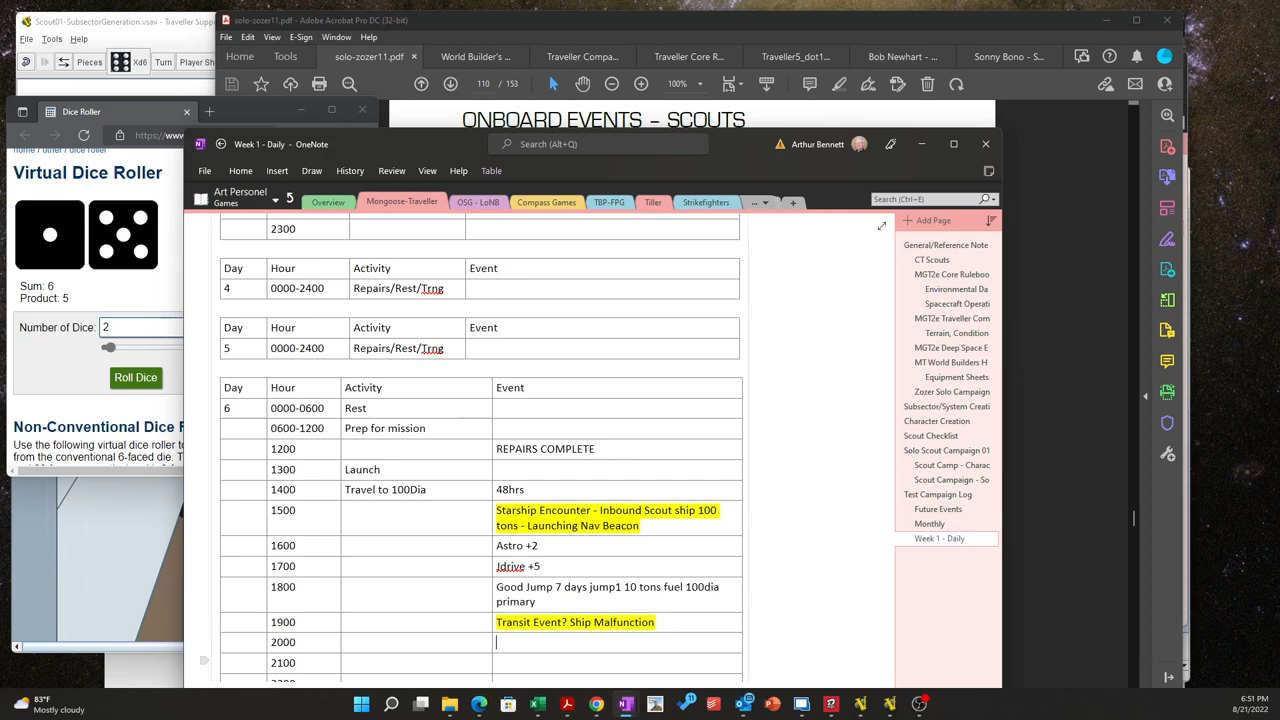 Scout01-SubsectorGeneration.vsav - Traveller Supp
File Tools Help
Pieces Xd6 Turn Player Sh
solo-zozer11.pdf - Adobe Acrobat Pro DC (32-bit)
File Edit View E-Sign Window Help
Home Tools solo-zozer11.pdf × World Builder's ... Traveller Compa... Traveller Core R... Bob Newhart - ... Sonny Bono - S...
110 / 153 100%
ONBOARD EVENTS – SCOUTS
Dice Roller
https://www
home / other / dice roller
Virtual Dice Roller
Sum: 6
Product: 5
Number of Dice: 2
Roll Dice
Non-Conventional Dice
Use the following virtual dice roller to
from the conventional 6-faced die.
Week 1 - Daily - OneNote
Search (Alt+Q)
Arthur Bennett
File Home Insert Draw History Review View Help Table
Art Personal
Games
Overview Mongoose-Traveller OSG - LoNB Compass Games TBP-FPG Tiller Strikefighters ...
Search (Ctrl+E)
2300
Day Hour Activity Event
4 0000-2400 Repairs/Rest/Trng
Day Hour Activity Event
5 0000-2400 Repairs/Rest/Trng
Day Hour Activity Event
6 0000-0600 Rest
0600-1200 Prep for mission
1200 REPAIRS COMPLETE
1300 Launch
1400 Travel to 100Dia 48hrs
1500 Starship Encounter - Inbound Scout ship 100
tons - Launching Nav Beacon
1600 Astro +2
1700 Jdrive +5
1800 Good Jump 7 days jump1 10 tons fuel 100dia
primary
1900 Transit Event? Ship Malfunction
2000
2100
Add Page
General/Reference Note
CT Scouts
MGT2e Core Ruleboo
Environmental Da
Spacecraft Operati
MGT2e Traveller Com
Terrain, Condition
MGT2e Deep Space E
MT World Builders H
Equipment Sheets
Zozer Solo Campaign
Subsector/System Creati
Character Creation
Scout Checklist
Solo Scout Campaign 01
Scout Camp - Charac
Scout Campaign - So
Test Campaign Log
Future Events
Monthly
Week 1 - Daily
83°F
Mostly cloudy
6:51 PM
8/21/2022